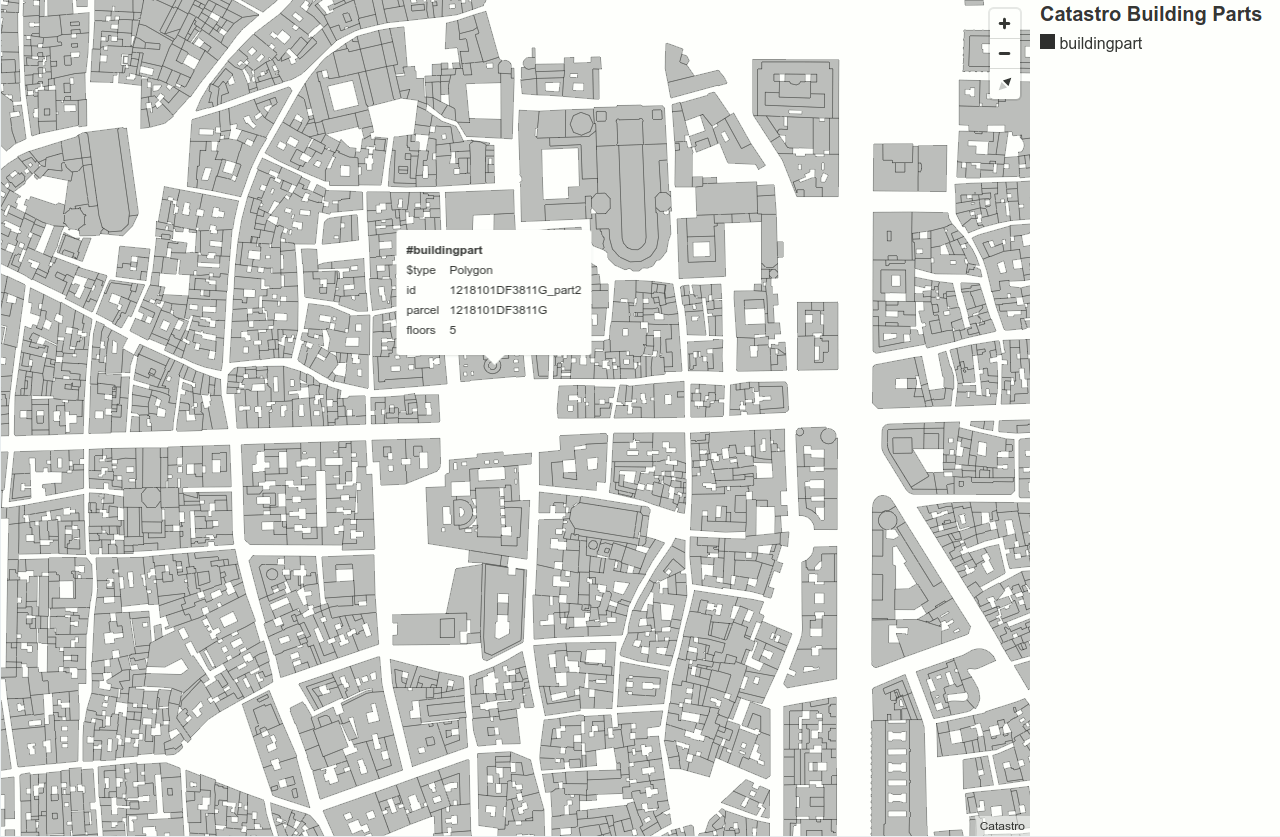 Catastro Building Parts
buildingpart
+
−
#buildingpart
$type Polygon
id 1218101DF3811G_part2
parcel 1218101DF3811G
floors 5
Catastro